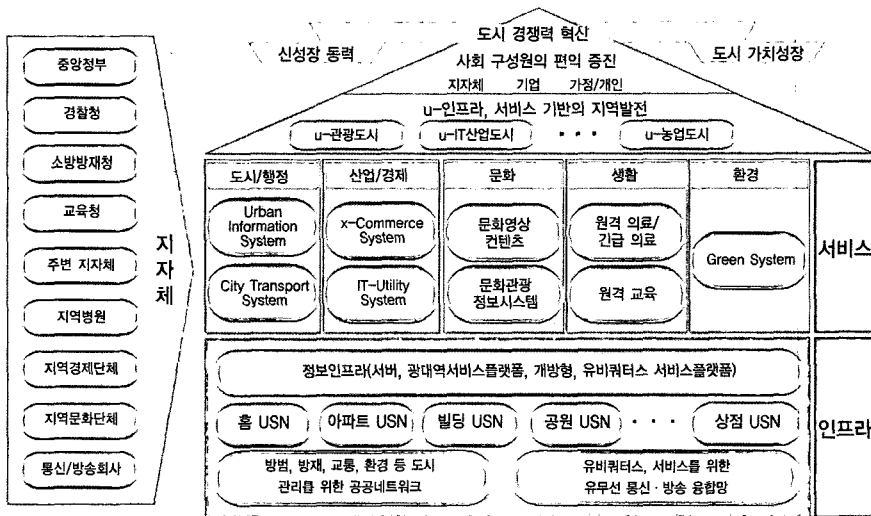 도시 경쟁력 혁산
신성장 동력
도시 가치성장
사회 구성원의 편익 증진
지자체 기업 가정/개인
u-인프라, 서비스 기반의 지역발전
u-관광도시
u-IT산업도시
· · ·
u-농업도시
중앙정부
경찰청
소방방재청
교육청
주변 지자체
지역병원
지역경제단체
지역문화단체
통신/방송회사
지자체
도시/행정
산업/경제
문화
생활
환경
Urban
Information
System
x-Commerce
System
문화영상
컨텐츠
원격 의료/
긴급 의료
Green System
City Transport
System
IT-Utility
System
문화관광
정보시스템
원격 교육
서비스
정보인프라(서버, 광대역서비스플랫폼, 개방형, 유비쿼터스 서비스플랫폼)
홈 USN
아파트 USN
빌딩 USN
공원 USN
· · ·
상점 USN
인프라
방범, 방재, 교통, 환경 등 도시
관리를 위한 공공네트워크
유비쿼터스, 서비스를 위한
유무선 통신·방송 융합망